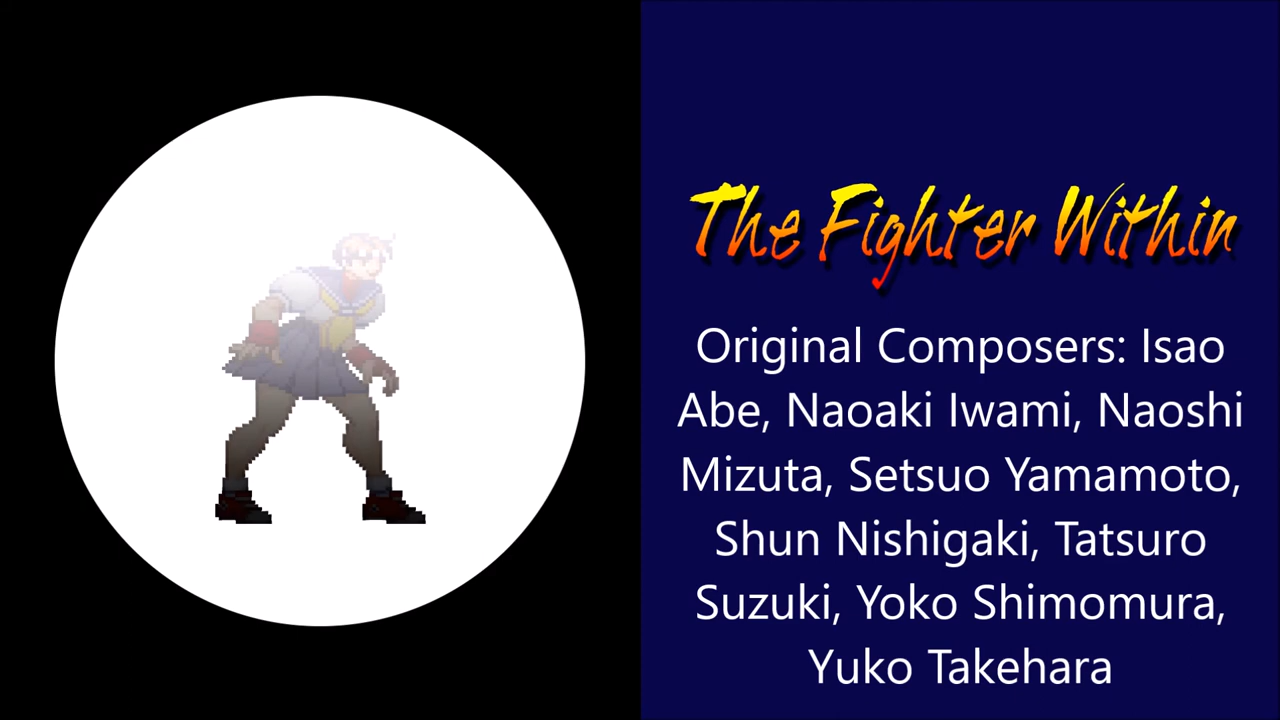 The Fighter Within
Original Composers: Isao
Abe, Naoaki Iwami, Naoshi
Mizuta, Setsuo Yamamoto,
Shun Nishigaki, Tatsuro
Suzuki, Yoko Shimomura,
Yuko Takehara